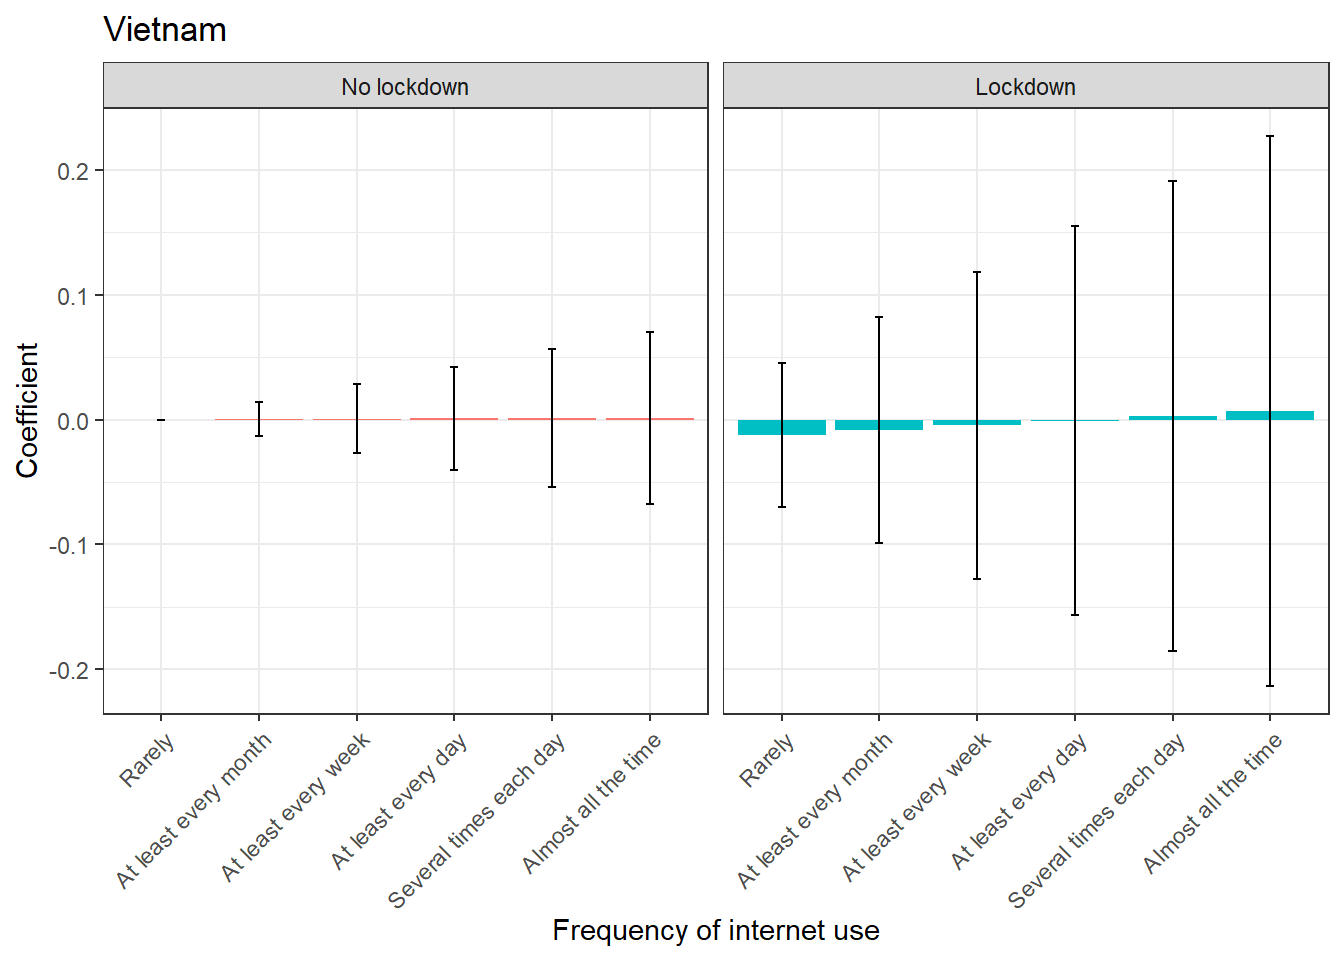 Vietnam
No lockdown
Lockdown
Coefficient
0.2
0.1
0.0
-0.1
-0.2
Rarely
At least every month
At least every week
At least every day
Several times each day
Almost all the time
Rarely
At least every month
At least every week
At least every day
Several times each day
Almost all the time
Frequency of internet use